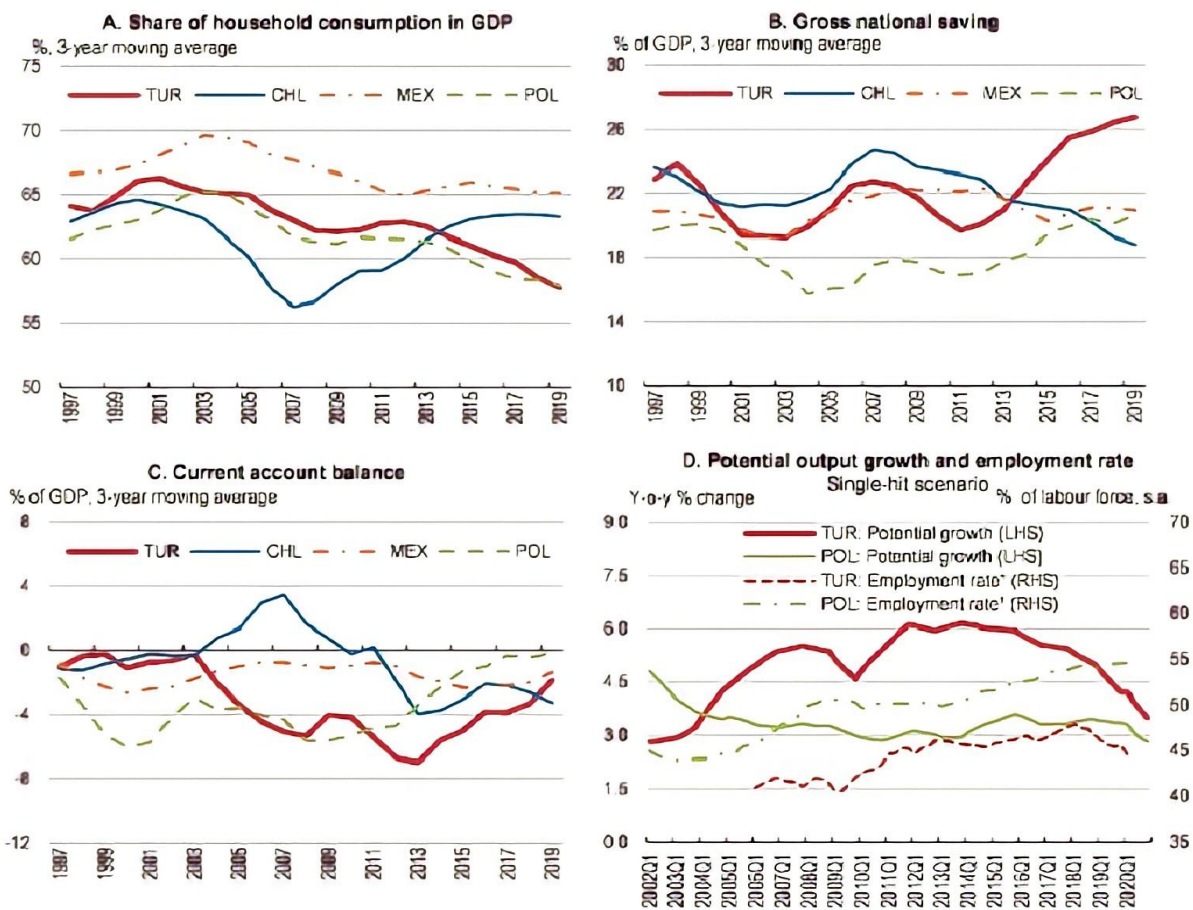 A. Share of household consumption in GDP
%, 3-year moving average
75
TUR CHL MEX POL
70
65
60
55
50
1997 1999 2001 2003 2005 2007 2009 2011 2013 2015 2017 2019
B. Gross national saving
% of GDP, 3-year moving average
30
TUR CHL MEX POL
26
22
18
14
10
1997 1999 2001 2003 2005 2007 2009 2011 2013 2015 2017 2019
C. Current account balance
% of GDP, 3-year moving average
8
TUR CHL MEX POL
4
0
-4
-8
-12
1997 1999 2001 2003 2005 2007 2009 2011 2013 2015 2017 2019
D. Potential output growth and employment rate
Single-hit scenario
Y-o-y % change % of labour force, s.a
9.0 70
TUR: Potential growth (LHS)
POL: Potential growth (LHS)
TUR: Employment rate¹ (RHS)
POL: Employment rate¹ (RHS)
7.5 65
6.0 60
4.5 55
3.0 50
1.5 45
0.0 40
35
2002Q1 2003Q1 2004Q1 2005Q1 2006Q1 2007Q1 2008Q1 2009Q1 2010Q1 2011Q1 2012Q1 2013Q1 2014Q1 2015Q1 2016Q1 2017Q1 2018Q1 2019Q1 2020Q1